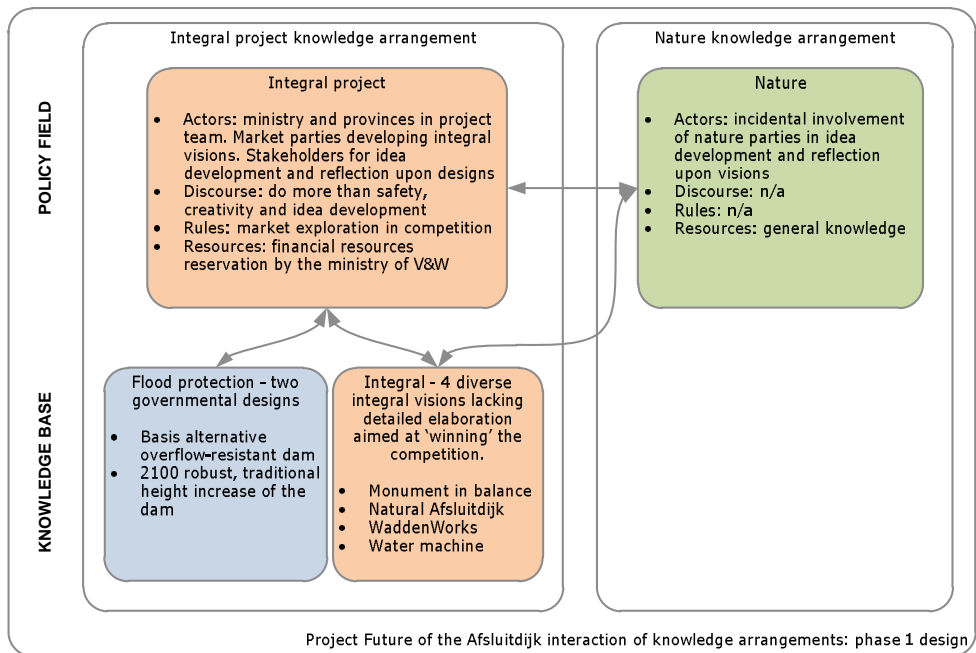 Integral project knowledge arrangement
Nature knowledge arrangement
POLICY FIELD
Integral project
• Actors: ministry and provinces in project
team. Market parties developing integral
visions. Stakeholders for idea
development and reflection upon designs
• Discourse: do more than safety,
creativity and idea development
• Rules: market exploration in competition
• Resources: financial resources
reservation by the ministry of V&W
Nature
• Actors: incidental involvement
of nature parties in idea
development and reflection
upon visions
• Discourse: n/a
• Rules: n/a
• Resources: general knowledge
KNOWLEDGE BASE
Flood protection - two
governmental designs
• Basis alternative
overflow-resistant dam
• 2100 robust, traditional
height increase of the
dam
Integral - 4 diverse
integral visions lacking
detailed elaboration
aimed at ‘winning’ the
competition.
• Monument in balance
• Natural Afsluitdijk
• WaddenWorks
• Water machine
Project Future of the Afsluitdijk interaction of knowledge arrangements: phase 1 design